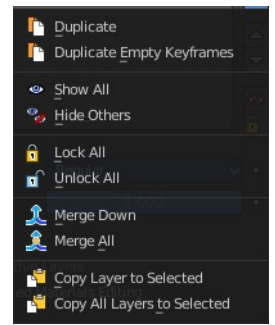 Duplicate
Duplicate Empty Keyframes
Show All
Hide Others
Lock All
Unlock All
Merge Down
Merge All
Copy Layer to Selected
Copy All Layers to Selected